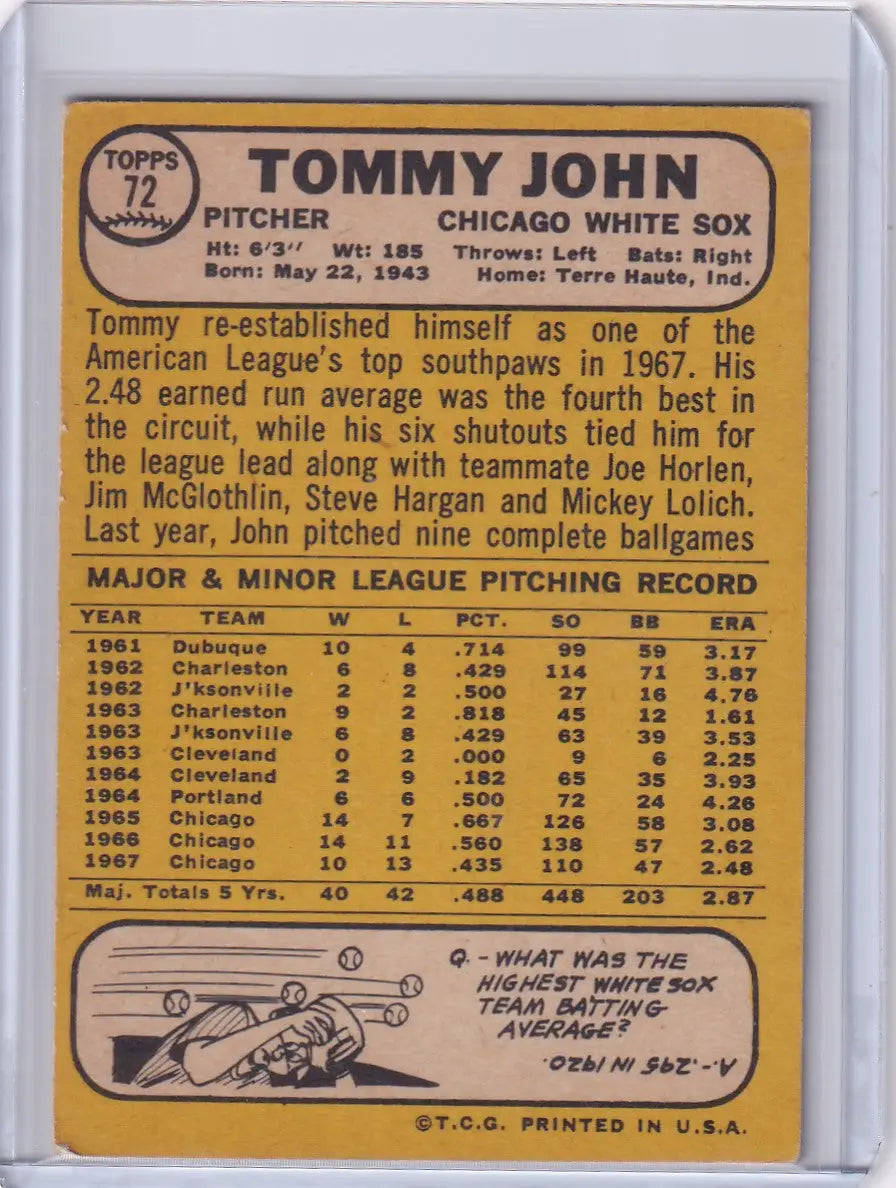 TOPPS
72
TOMMY JOHN
PITCHER CHICAGO WHITE SOX
Ht: 6'3'' Wt: 185 Throws: Left Bats: Right
Born: May 22, 1943 Home: Terre Haute, Ind.
Tommy re-established himself as one of the
American League's top southpaws in 1967. His
2.48 earned run average was the fourth best in
the circuit, while his six shutouts tied him for
the league lead along with teammate Joe Horlen,
Jim McGlothlin, Steve Hargan and Mickey Lolich.
Last year, John pitched nine complete ballgames
MAJOR & MINOR LEAGUE PITCHING RECORD
YEAR TEAM W L PCT. SO BB ERA
1961 Dubuque 10 4 .714 99 59 3.17
1962 Charleston 6 8 .429 114 71 3.87
1962 J'ksonville 2 2 .500 27 16 4.76
1963 Charleston 9 2 .818 45 12 1.61
1963 J'ksonville 6 8 .429 63 39 3.53
1963 Cleveland 0 2 .000 9 6 2.25
1964 Cleveland 2 9 .182 65 35 3.93
1964 Portland 6 6 .500 72 24 4.26
1965 Chicago 14 7 .667 126 58 3.08
1966 Chicago 14 11 .560 138 57 2.62
1967 Chicago 10 13 .435 110 47 2.48
Maj. Totals 5 Yrs. 40 42 .488 448 203 2.87
Q.-WHAT WAS THE
HIGHEST WHITE SOX
TEAM BATTING
AVERAGE?
A.-.295 IN 1920.
©T.C.G. PRINTED IN U.S.A.